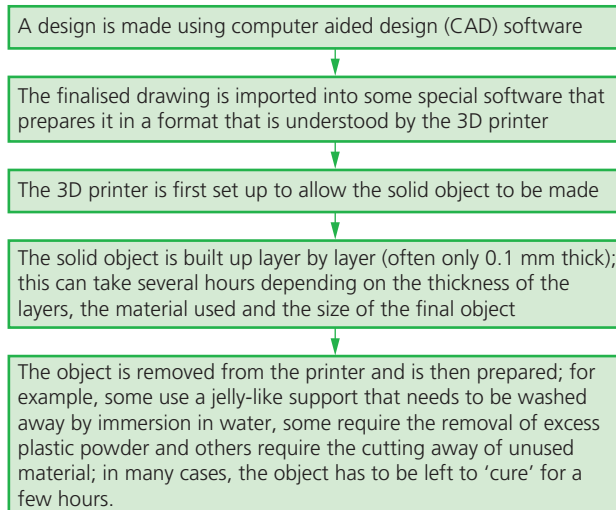 A design is made using computer aided design (CAD) software
The finalised drawing is imported into some special software that
prepares it in a format that is understood by the 3D printer
The 3D printer is first set up to allow the solid object to be made
The solid object is built up layer by layer (often only 0.1 mm thick);
this can take several hours depending on the thickness of the
layers, the material used and the size of the final object
The object is removed from the printer and is then prepared; for
example, some use a jelly-like support that needs to be washed
away by immersion in water, some require the removal of excess
plastic powder and others require the cutting away of unused
material; in many cases, the object has to be left to ‘cure’ for a
few hours.